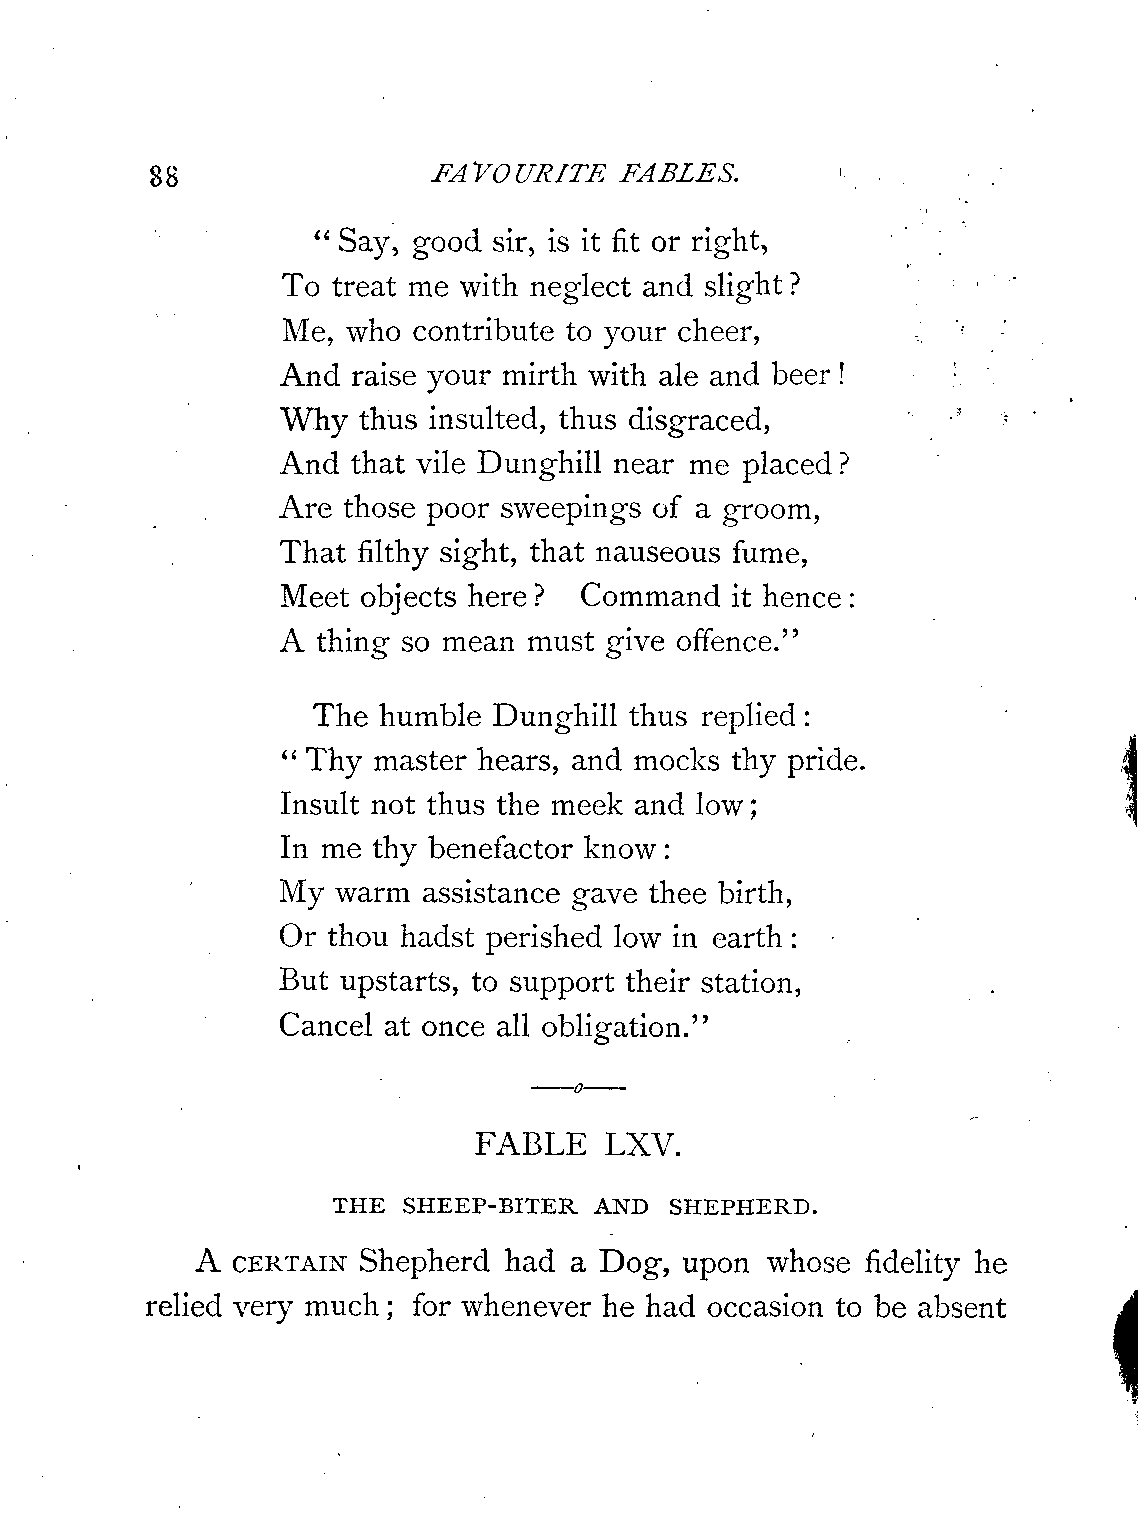 88 FAVOURITE FABLES.
“ Say, good sir, is it fit or right,
To treat me with neglect and slight?
Me, who contribute to your cheer,
And raise your mirth with ale and beer!
Why thus insulted, thus disgraced,
And that vile Dunghill near me placed?
Are those poor sweepings of a groom,
That filthy sight, that nauseous fume,
Meet objects here? Command it hence:
A thing so mean must give offence.”
The humble Dunghill thus replied:
“ Thy master hears, and mocks thy pride.
Insult not thus the meek and low;
In me thy benefactor know:
My warm assistance gave thee birth,
Or thou hadst perished low in earth:
But upstarts, to support their station,
Cancel at once all obligation.”
——o——
FABLE LXV.
THE SHEEP-BITER AND SHEPHERD.
A CERTAIN Shepherd had a Dog, upon whose fidelity he
relied very much; for whenever he had occasion to be absent